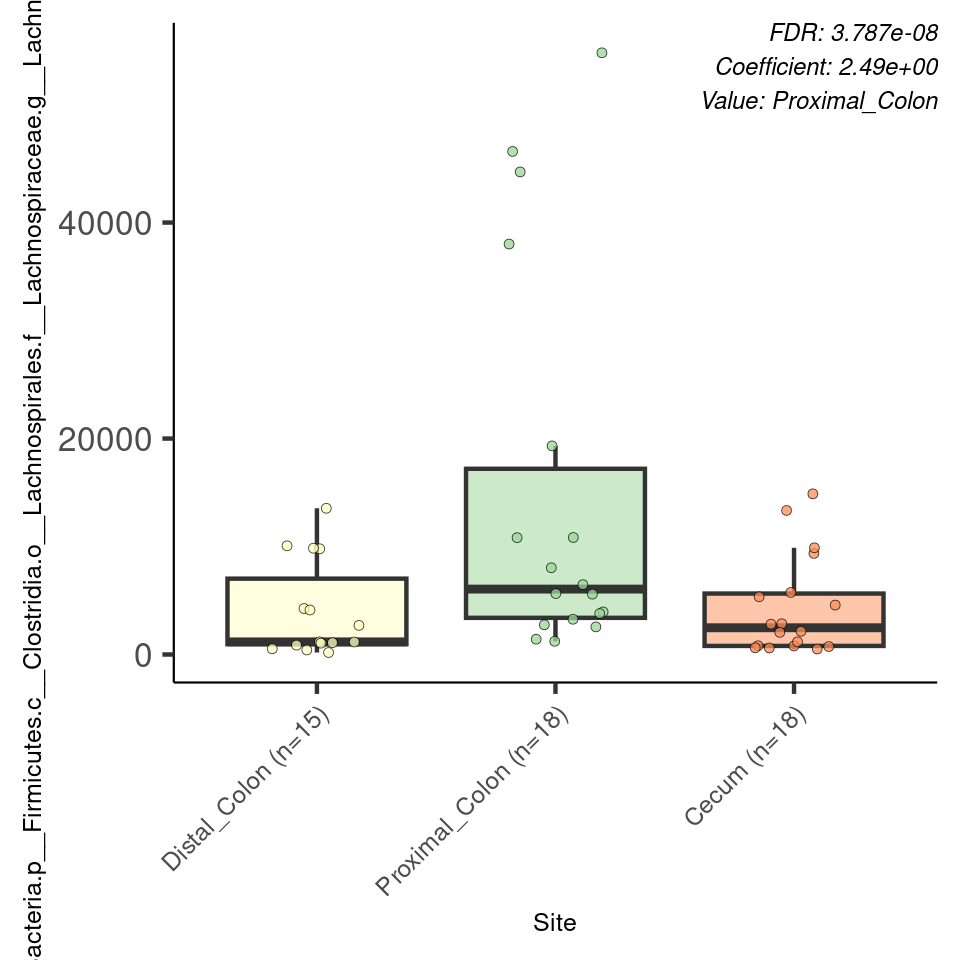 FDR: 3.787e-08
Coefficient: 2.49e+00
Value: Proximal_Colon
acteria.p__Firmicutes.c__Clostridia.o__Lachnospirales.f__Lachnospiraceae.g__Lachn
40000
20000
0
Distal_Colon (n=15)
Proximal_Colon (n=18)
Cecum (n=18)
Site